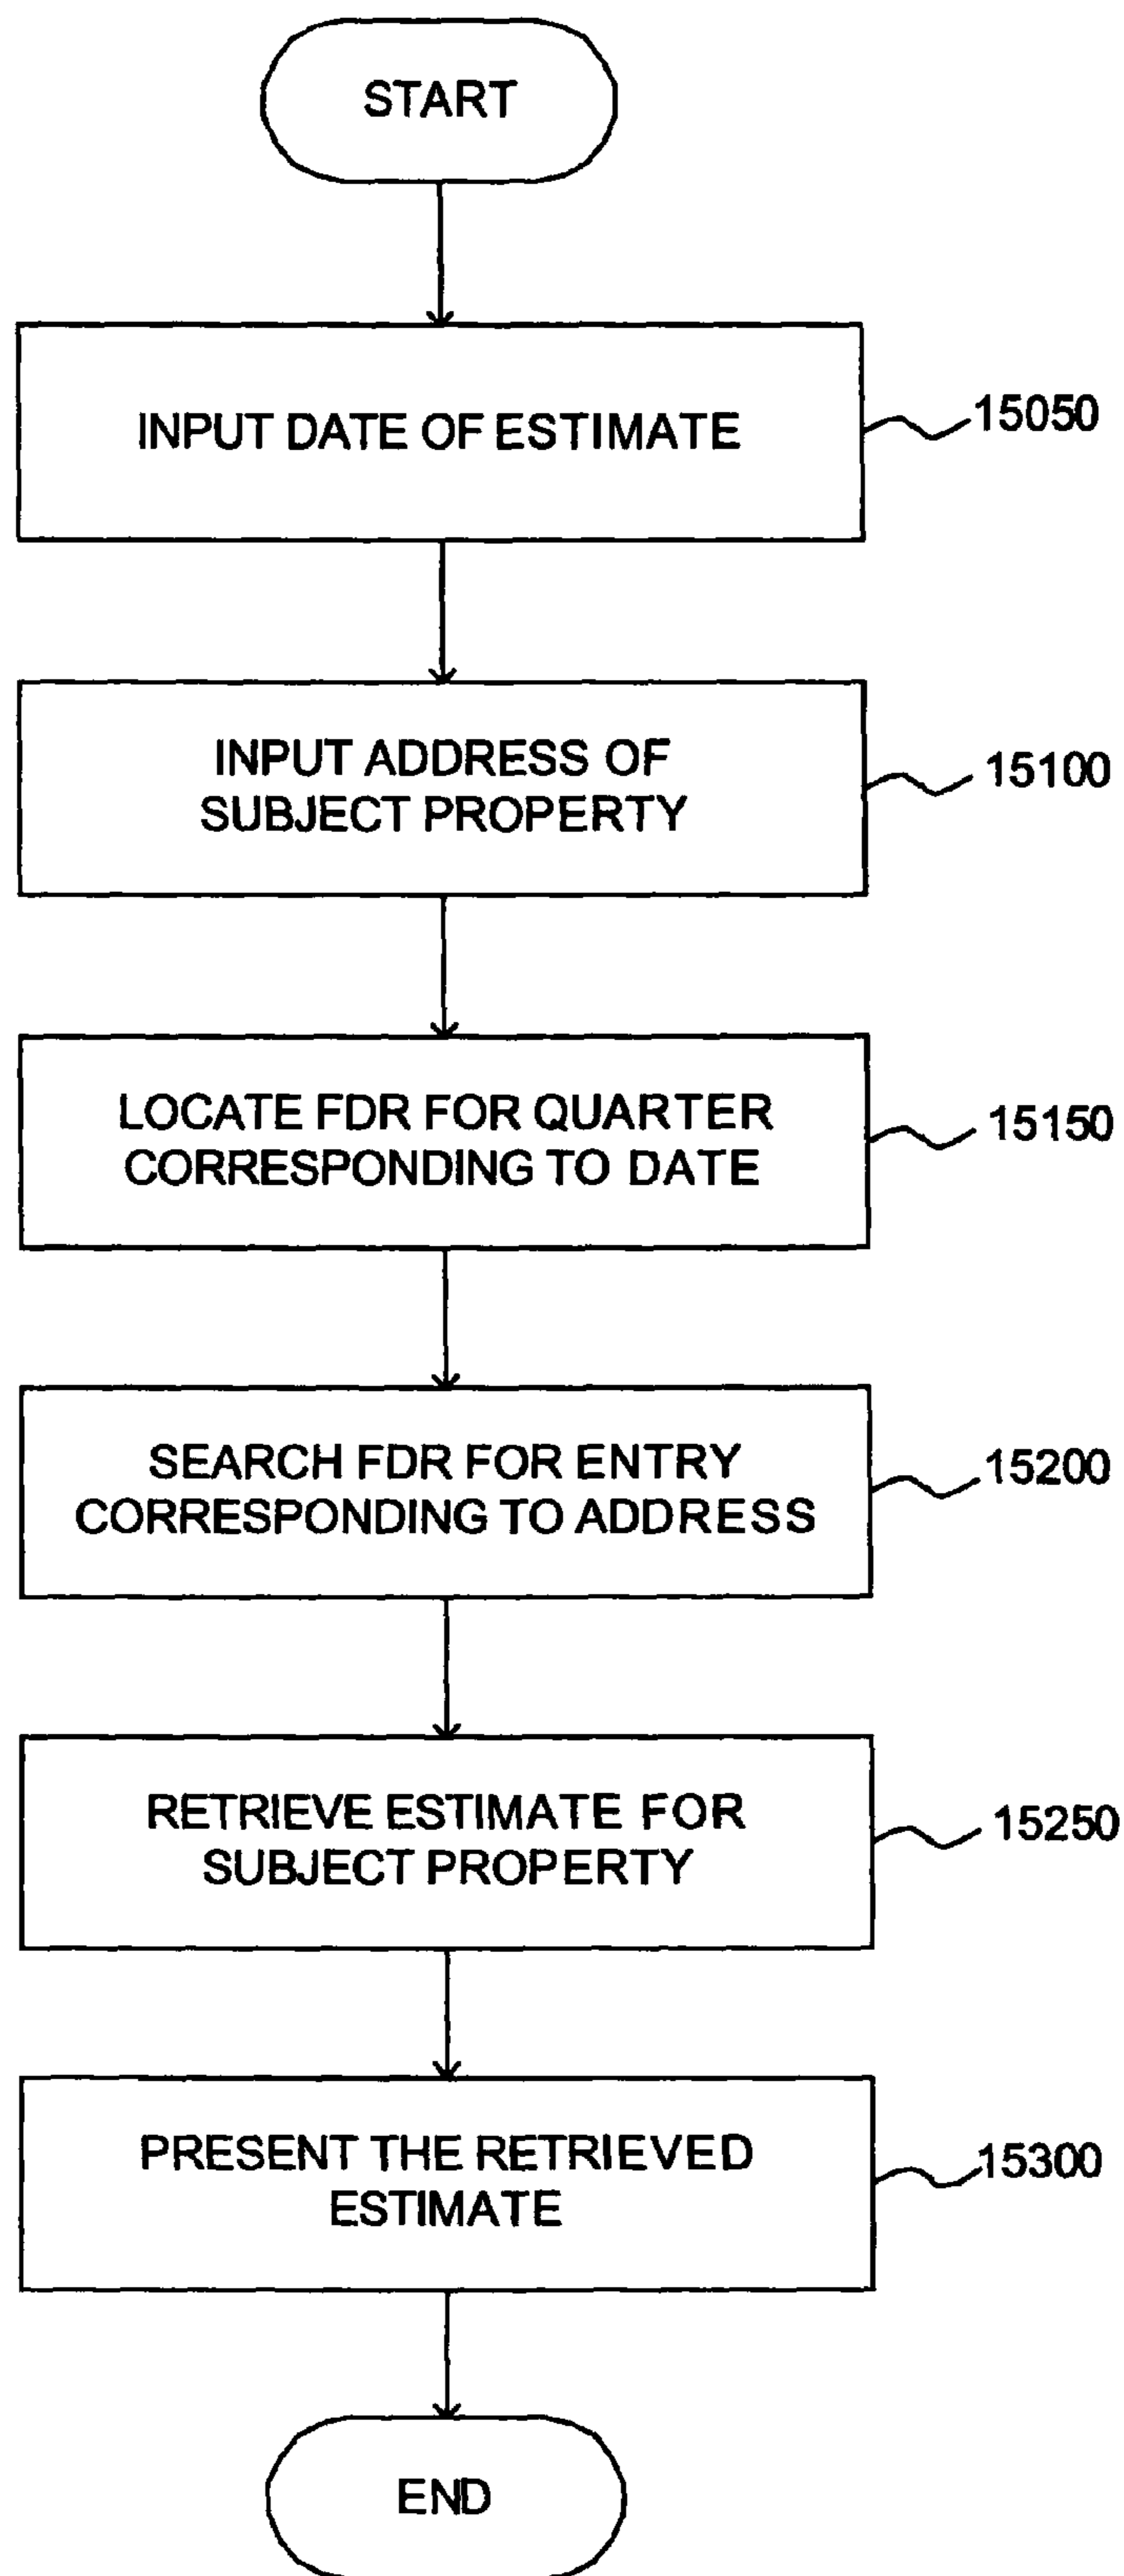 START
INPUT DATE OF ESTIMATE
15050
INPUT ADDRESS OF
SUBJECT PROPERTY
15100
LOCATE FDR FOR QUARTER
CORRESPONDING TO DATE
15150
SEARCH FDR FOR ENTRY
CORRESPONDING TO ADDRESS
15200
RETRIEVE ESTIMATE FOR
SUBJECT PROPERTY
15250
PRESENT THE RETRIEVED
ESTIMATE
15300
END